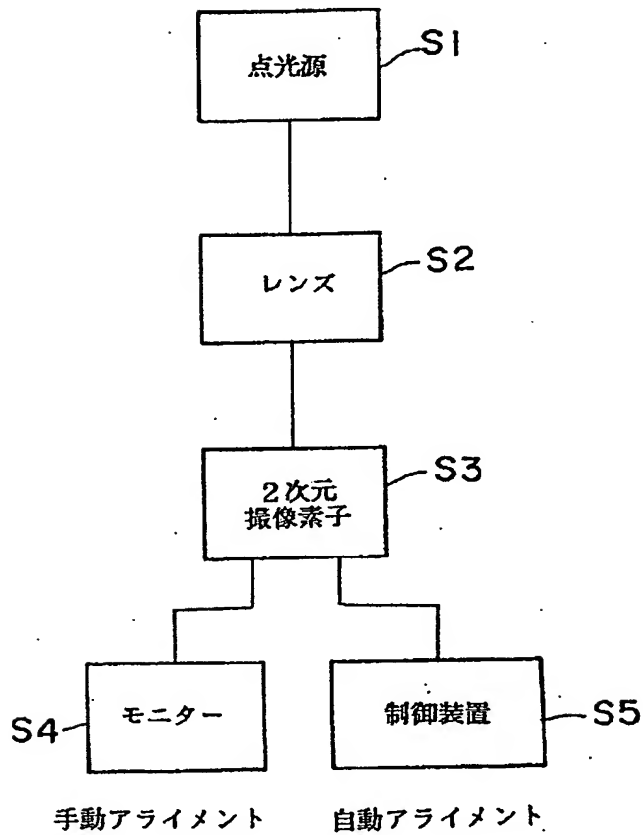 点光源
S1
レンズ
S2
2次元
撮像素子
S3
モニター
S4
制御装置
S5
手動アライメント
自動アライメント